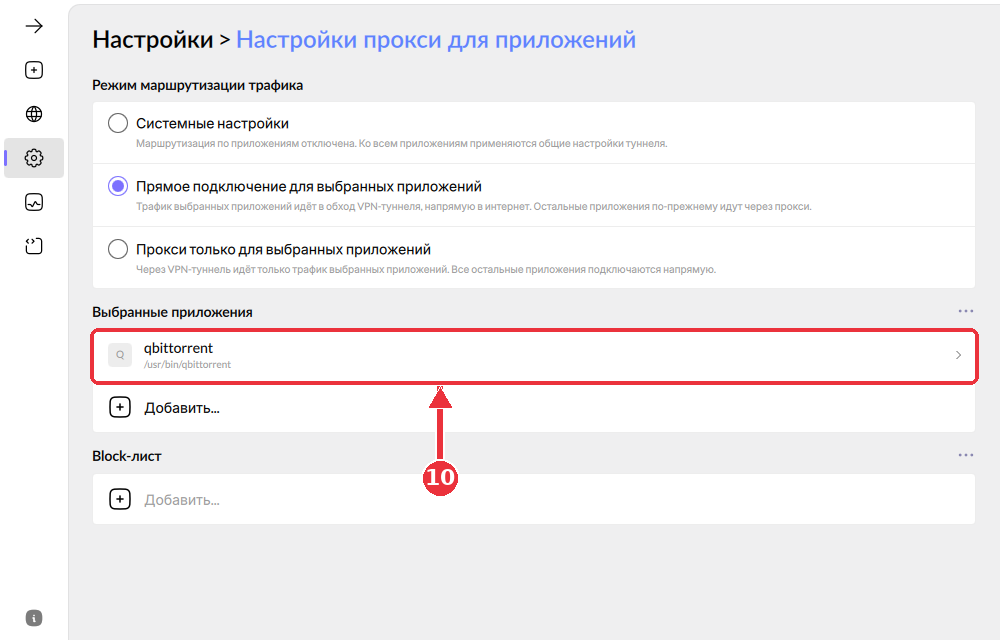 Настройки > Настройки прокси для приложений
Режим маршрутизации трафика
Системные настройки
Маршрутизация по приложениям отключена. Ко всем приложениям применяются общие настройки туннеля.
Прямое подключение для выбранных приложений
Трафик выбранных приложений идёт в обход VPN-туннеля, напрямую в интернет. Остальные приложения по-прежнему идут через прокси.
Прокси только для выбранных приложений
Через VPN-туннель идёт только трафик выбранных приложений. Все остальные приложения подключаются напрямую.
Выбранные приложения
Q
qbittorrent
/usr/bin/qbittorrent
Добавить...
Block-лист
10
Добавить...